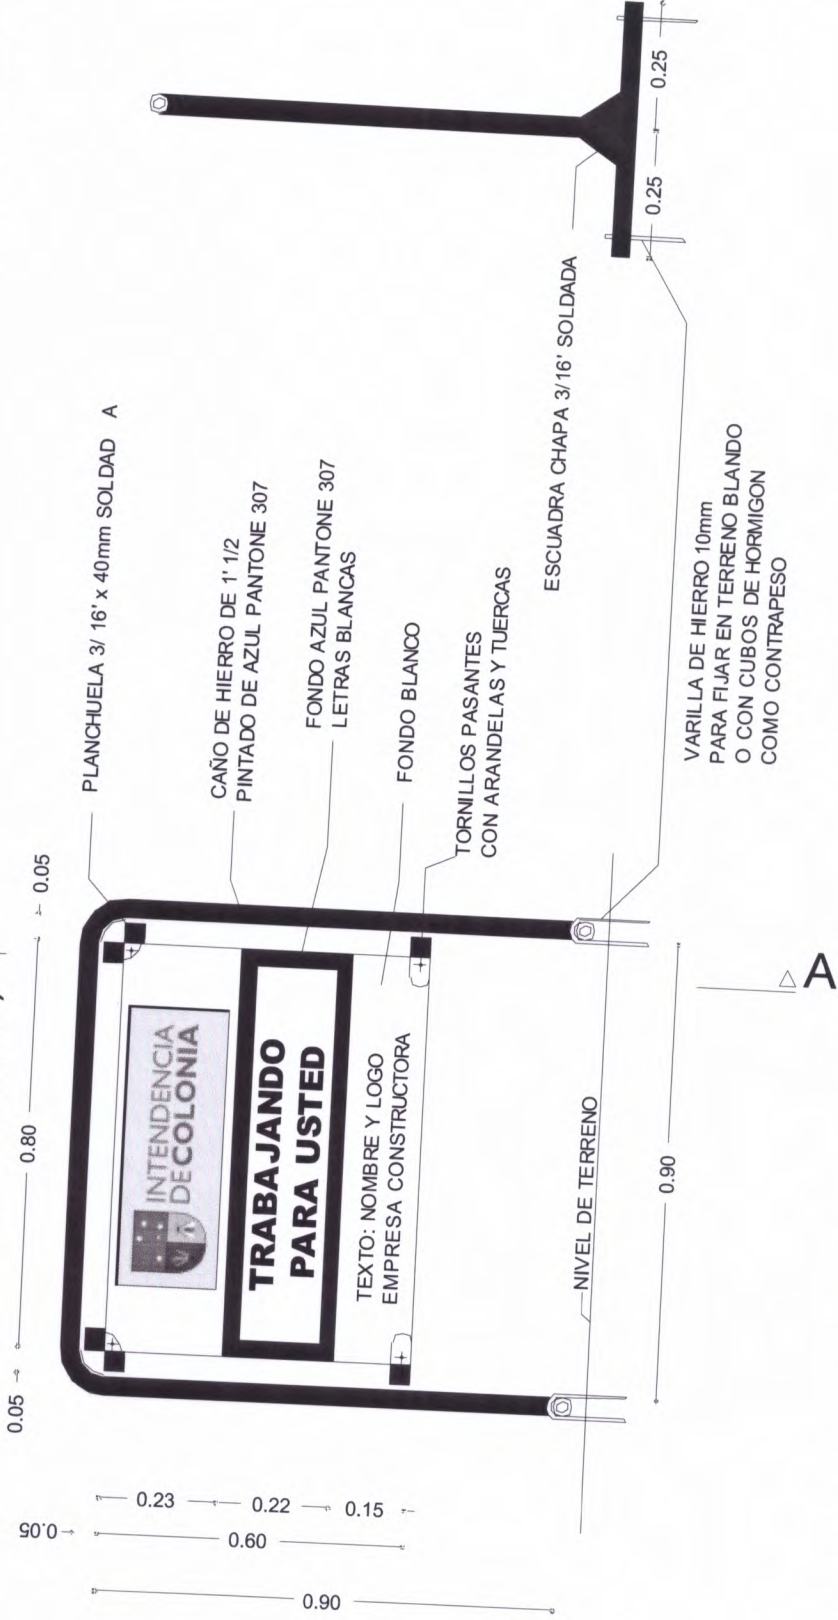 0.05
0.80
0.05
INTENDENCIA
DECOLONIA
TRABAJANDO
PARA USTED
TEXTO: NOMBRE Y LOGO
EMPRESA CONSTRUCTORA
NIVEL DE TERRENO
0.90
A
0.05
0.23
0.22
0.15
0.60
0.90
PLANCHUELA 3/ 16' x 40mm SOLDAD A
CAÑO DE HIERRO DE 1' 1/2
PINTADO DE AZUL PANTONE 307
FONDO AZUL PANTONE 307
LETRAS BLANCAS
FONDO BLANCO
TORNILLOS PASANTES
CON ARANDELAS Y TUERCAS
ESCUADRA CHAPA 3/16' SOLDADA
VARILLA DE HIERRO 10mm
PARA FIJAR EN TERRENO BLANDO
O CON CUBOS DE HORMIGON
COMO CONTRAPESO
0.25
0.25